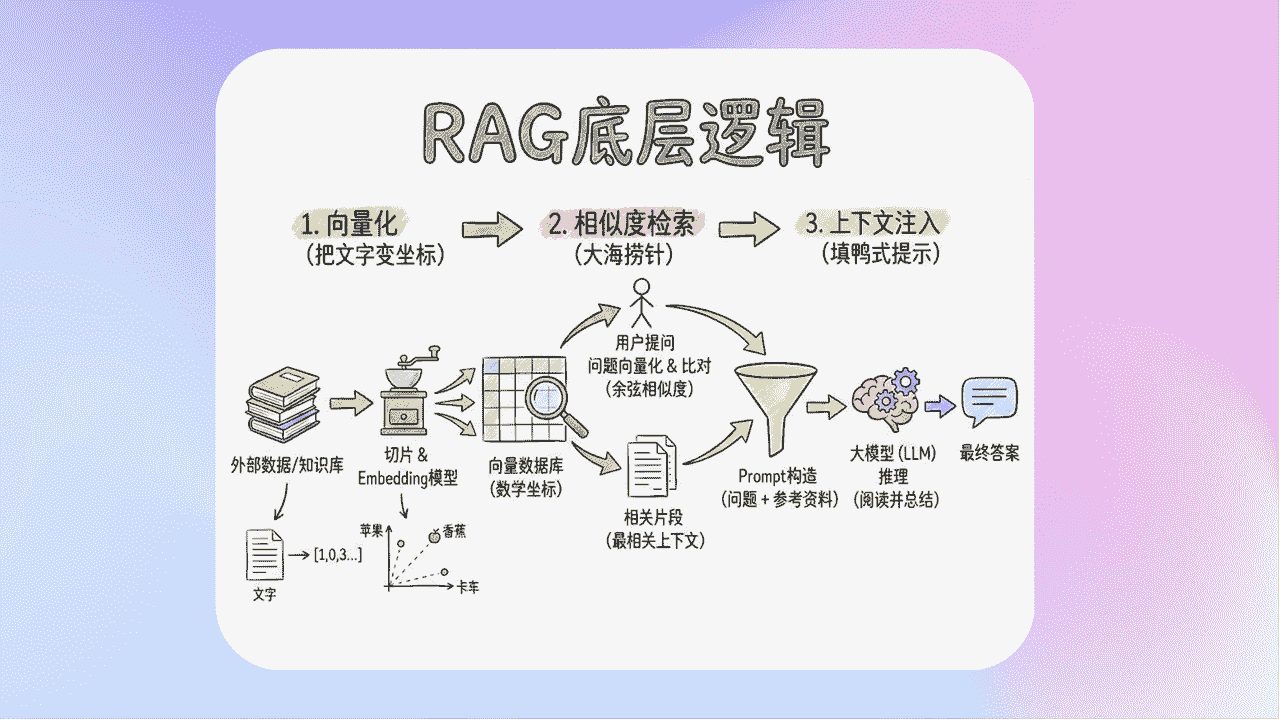 RAG底层逻辑
1. 向量化
(把文字变坐标)
2. 相似度检索
(大海捞针)
3. 上下文注入
(填鸭式提示)
用户提问
问题向量化 & 比对
(余弦相似度)
外部数据/知识库
切片 &
Embedding模型
向量数据库
(数学坐标)
相关片段
(最相关上下文)
Prompt构造
(问题 + 参考资料)
大模型 (LLM)
推理
(阅读并总结)
最终答案
文字
[1,0,3...]
苹果
香蕉
卡车